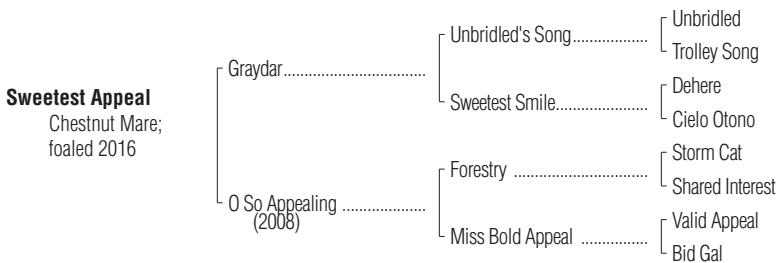 Sweetest Appeal
Chestnut Mare;
foaled 2016
Graydar
O So Appealing
(2008)
Unbridled's Song
Sweetest Smile
Forestry
Miss Bold Appeal
Unbridled
Trolley Song
Dehere
Cielo Otono
Storm Cat
Shared Interest
Valid Appeal
Bid Gal